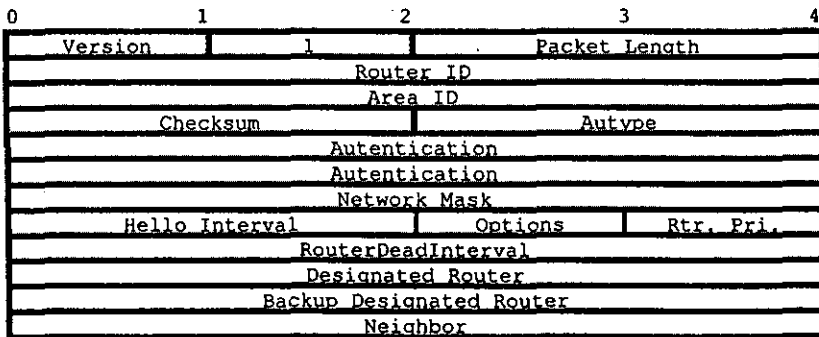 0 1 2 3 4
Version 1 Packet Length
Router ID
Area ID
Checksum Autype
Autentication
Autentication
Network Mask
Hello Interval Options Rtr. Pri.
RouterDeadInterval
Designated Router
Backup Designated Router
Neighbor